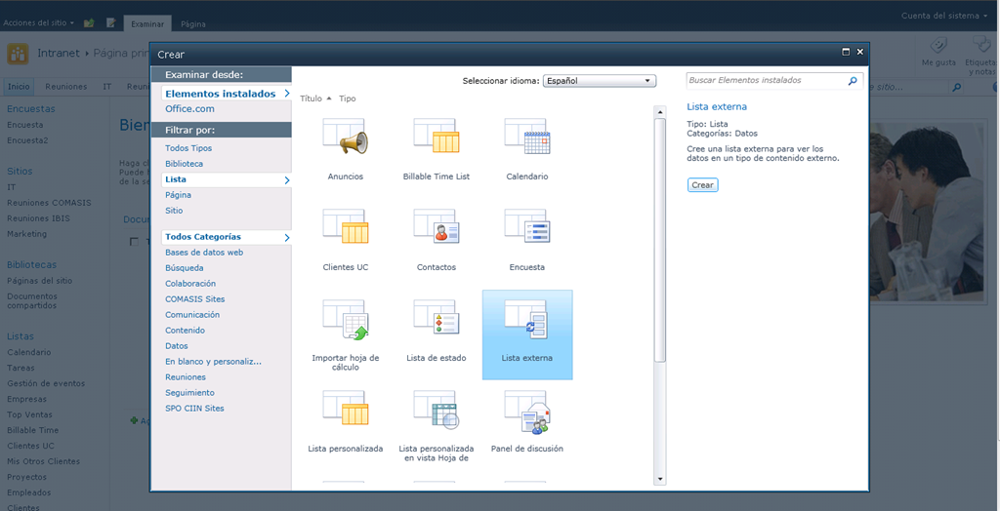 Acciones del sitio
Examinar
Página
Cuenta del sistema
Intranet
Página prin
Me gusta
Etiquetas
y notas
Inicio
Reuniones
IT
Reuni
e sitio...
Encuestas
Encuesta
Encuesta2
Sitios
IT
Reuniones COMASIS
Reuniones IBIS
Marketing
Bibliotecas
Páginas del sitio
Documentos
compartidos
Listas
Calendario
Tareas
Gestión de eventos
Empresas
Top Ventas
Billable Time
Clientes UC
Mis Otros Clientes
Proyectos
Empleados
Clientes
Bien
Haga cl
Puede h
de la se
Docum
T
Ag
Crear
Examinar desde:
Elementos instalados
Office.com
Filtrar por:
Todos Tipos
Biblioteca
Lista
Página
Sitio
Todos Categorías
Bases de datos web
Búsqueda
Colaboración
COMASIS Sites
Comunicación
Contenido
Datos
En blanco y personaliz...
Reuniones
Seguimiento
SPO CIIN Sites
Seleccionar idioma: Español
Título Tipo
Anuncios
Billable Time List
Calendario
Clientes UC
Contactos
Encuesta
Importar hoja de
cálculo
Lista de estado
Lista externa
Lista personalizada
Lista personalizada
en vista Hoja de
Panel de discusión
Buscar Elementos instalados
Lista externa
Tipo: Lista
Categorías: Datos
Cree una lista externa para ver los
datos en un tipo de contenido externo.
Crear